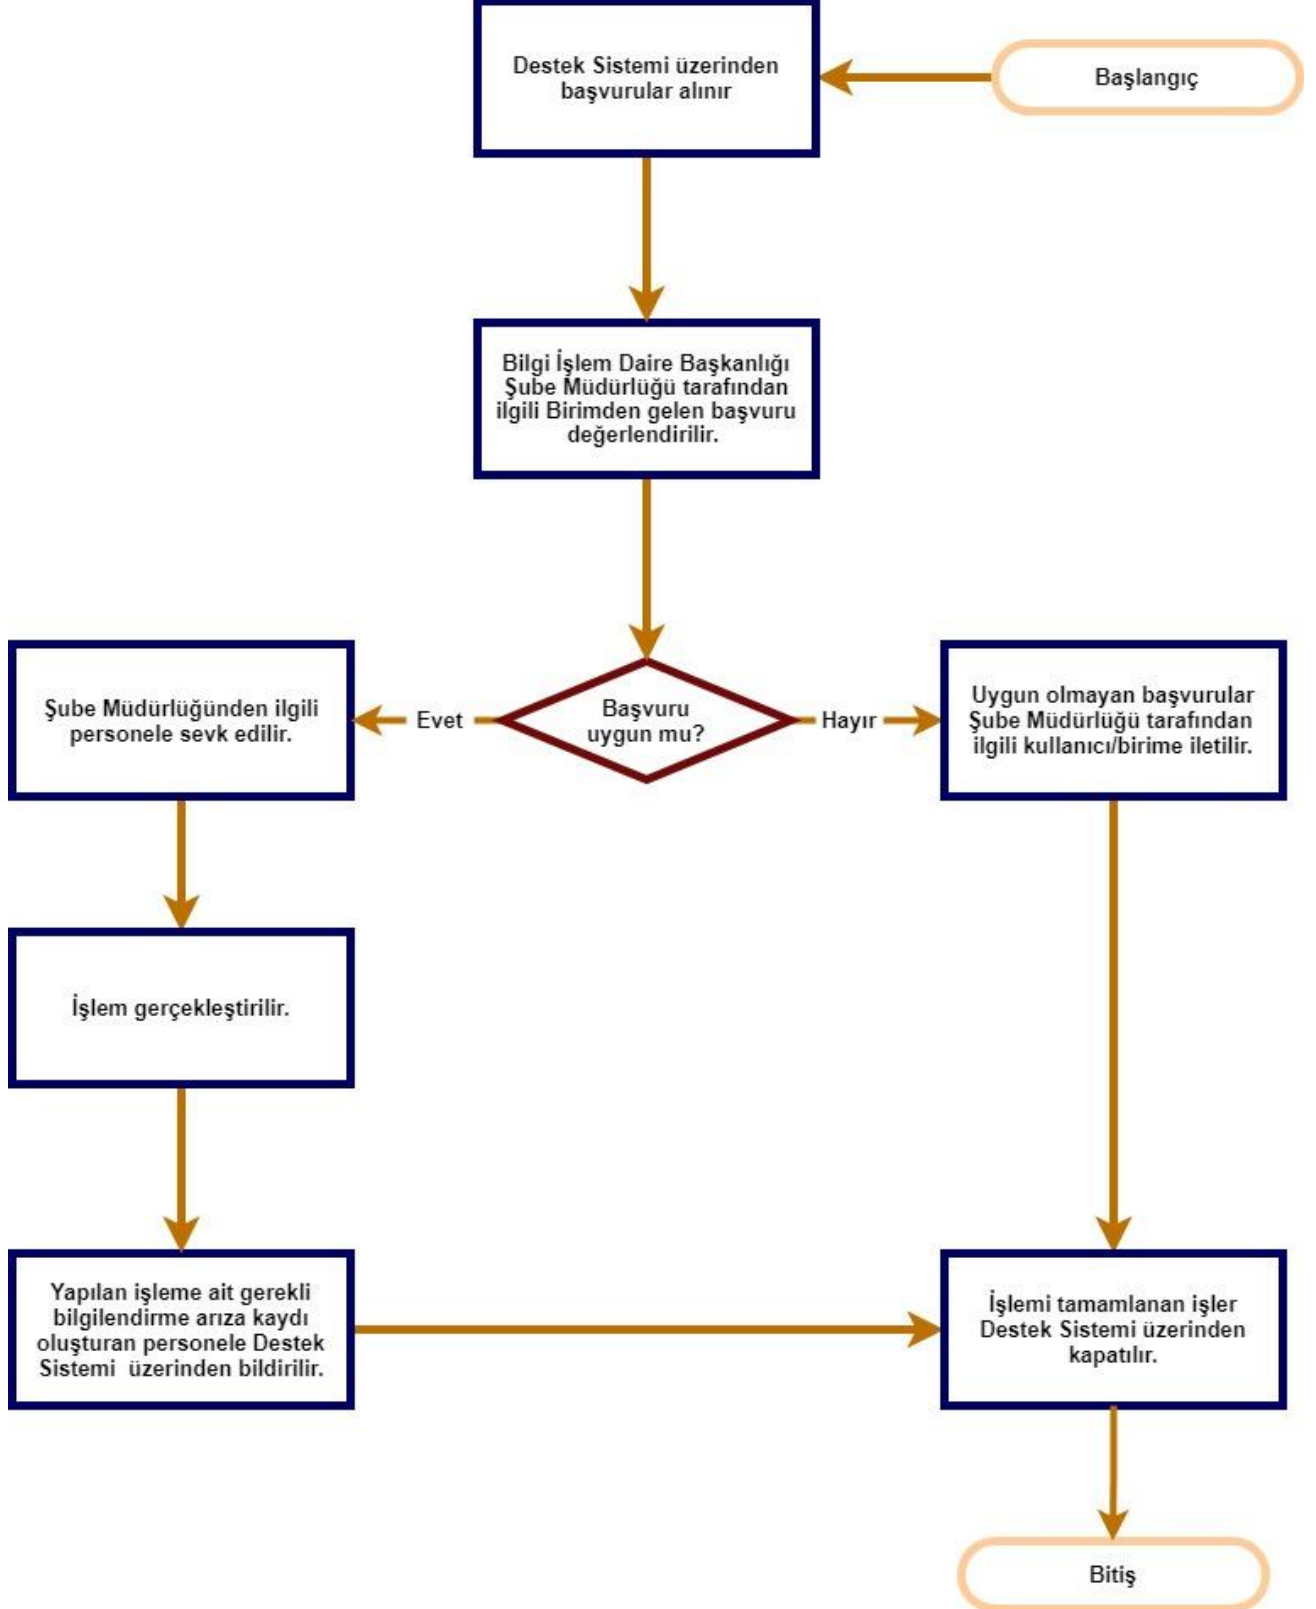 Başlangıç
Destek Sistemi üzerinden
başvurular alınır
Bilgi İşlem Daire Başkanlığı
Şube Müdürlüğü tarafından
ilgili Birimden gelen başvuru
değerlendirilir.
Başvuru
uygun mu?
Evet
Hayır
Şube Müdürlüğünden ilgili
personele sevk edilir.
Uygun olmayan başvurular
Şube Müdürlüğü tarafından
ilgili kullanıcı/birime iletilir.
İşlem gerçekleştirilir.
Yapılan işleme ait gerekli
bilgilendirme arıza kaydı
oluşturan personele Destek
Sistemi  üzerinden bildirilir.
İşlemi tamamlanan işler
Destek Sistemi üzerinden
kapatılır.
Bitiş